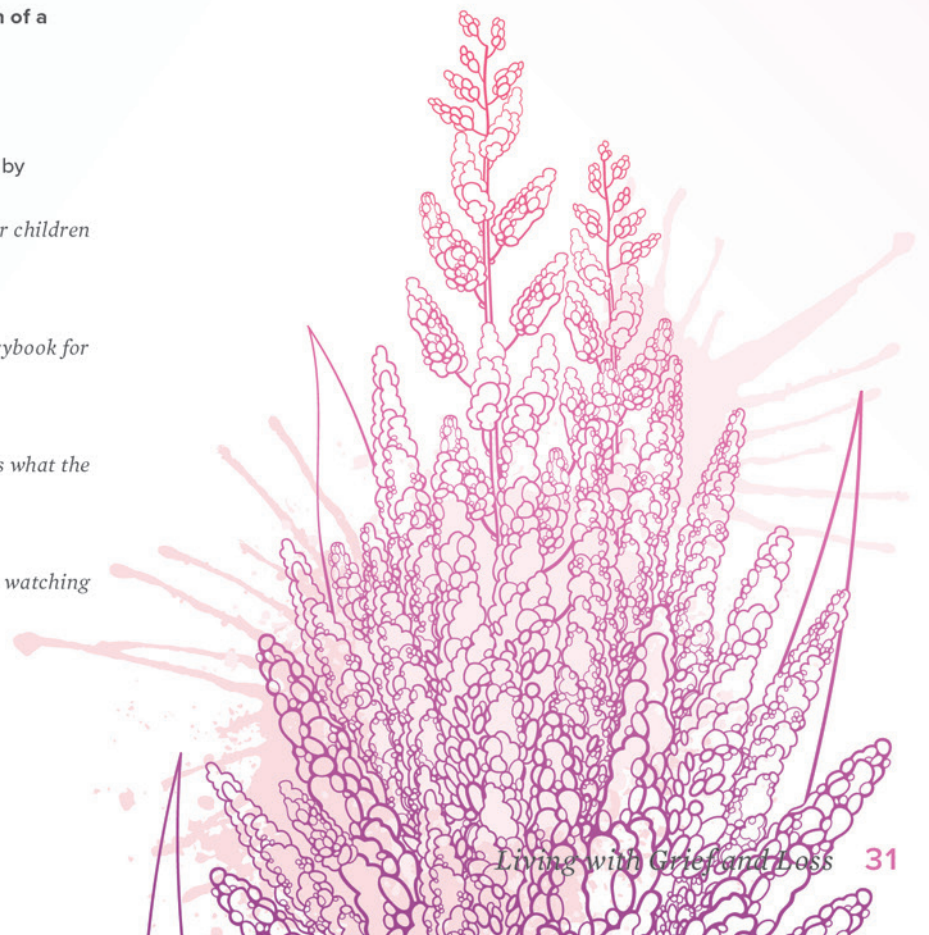 of a
by
r children
ybook for
s what the
watching
Living with Grief and Loss 31